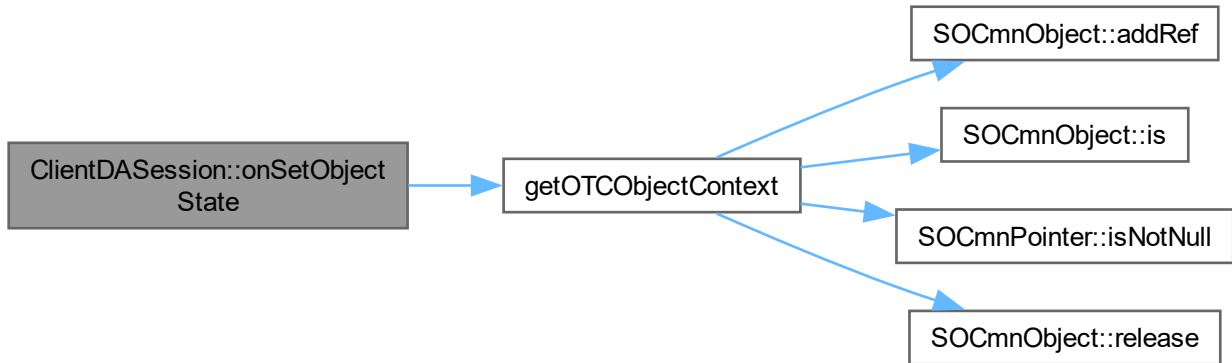 ClientDASession::onSetObject
State
getOTCObjectContext
SOCmnObject::addRef
SOCmnObject::is
SOCmnPointer::isNotNull
SOCmnObject::release